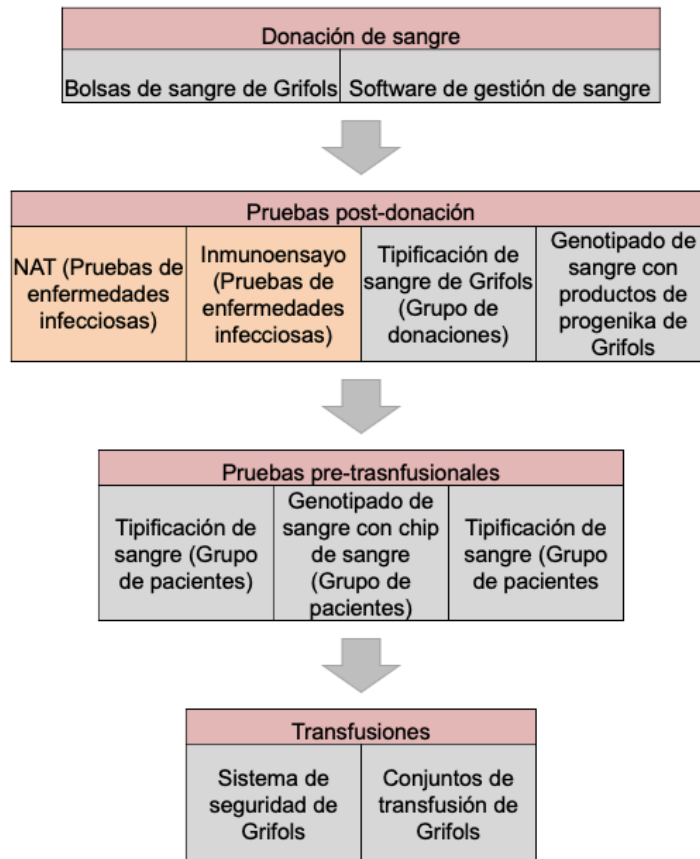 Donación de sangre
Bolsas de sangre de Grifols
Software de gestión de sangre
Pruebas post-donación
NAT (Pruebas de
enfermedades
infecciosas)
Inmunoensayo
(Pruebas de
enfermedades
infecciosas)
Tipificación de
sangre de Grifols
(Grupo de
donaciones)
Genotipado de
sangre con
productos de
progenika de
Grifols
Pruebas pre-trasnfusionales
Tipificación de
sangre (Grupo
de pacientes)
Genotipado de
sangre con chip
de sangre
(Grupo de
pacientes)
Tipificación de
sangre (Grupo
de pacientes
Transfusiones
Sistema de
seguridad de
Grifols
Conjuntos de
transfusión de
Grifols